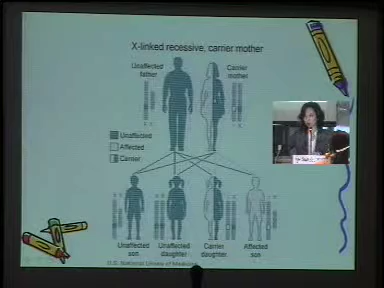 X-linked recessive, carrier mother
Unaffected
father
Carrier
mother
Unaffected
Affected
Carrier
Unaffected
son
Unaffected
daughter
Carrier
daughter
Affected
son
U.S. National Library of Medicine